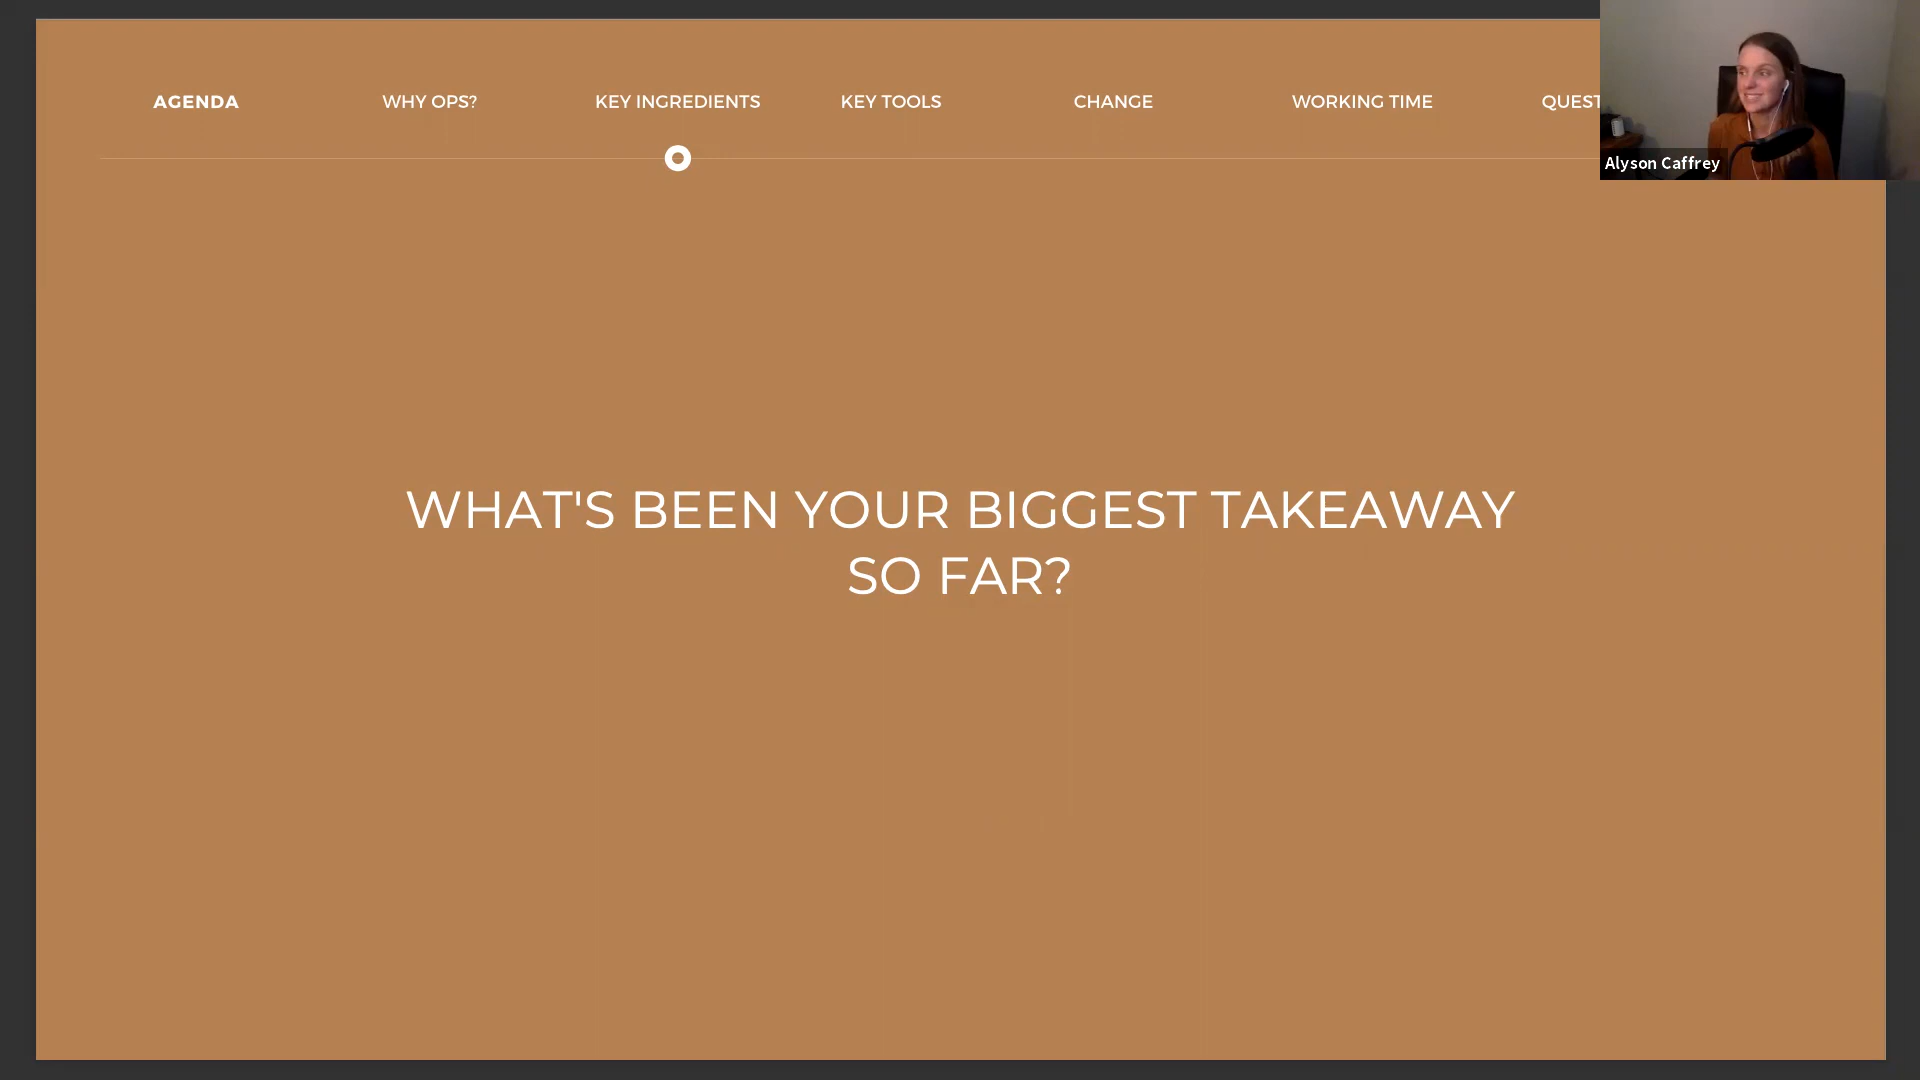 AGENDA WHY OPS? KEY INGREDIENTS KEY TOOLS CHANGE WORKING TIME QUEST
Alyson Caffrey
WHAT'S BEEN YOUR BIGGEST TAKEAWAY
SO FAR?